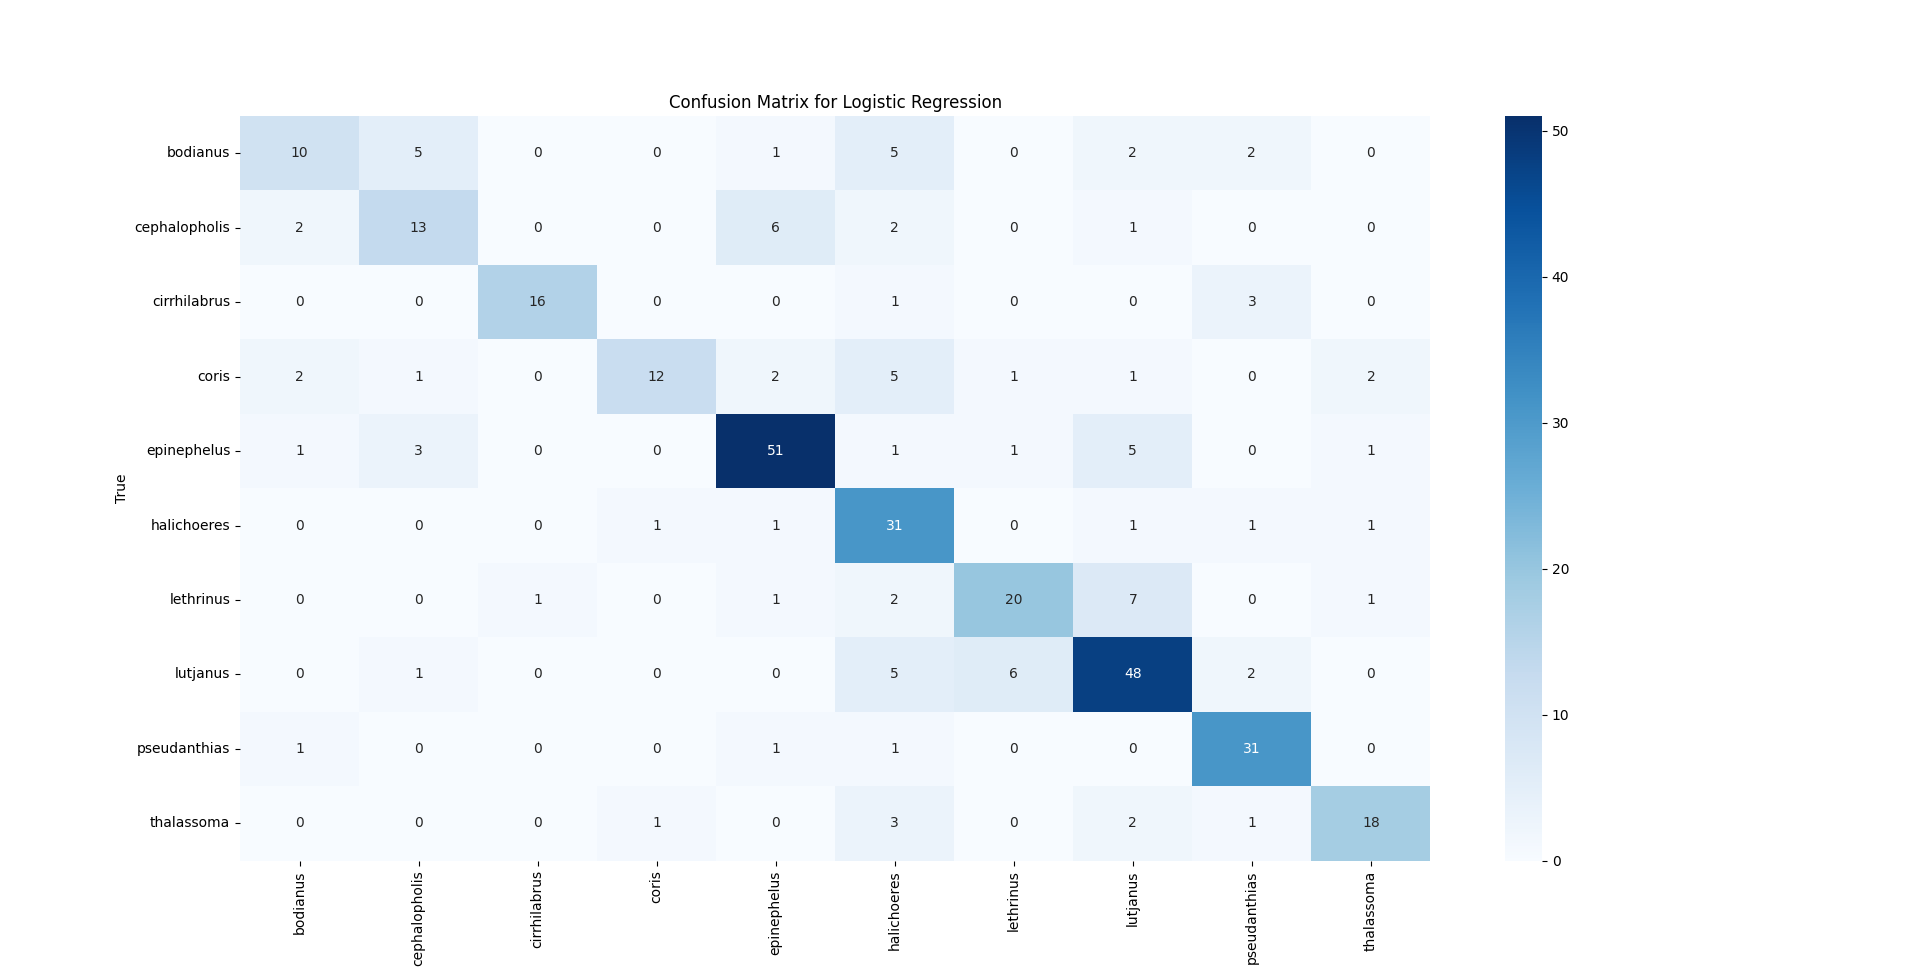 Confusion Matrix for Logistic Regression
bodianus 10 5 0 0 1 5 0 2 2 0
cephalopholis 2 13 0 0 6 2 0 1 0 0
cirrhilabrus 0 0 16 0 0 1 0 0 3 0
coris 2 1 0 12 2 5 1 1 0 2
epinephelus 1 3 0 0 51 1 1 5 0 1
True
halichoeres 0 0 0 1 1 31 0 1 1 1
lethrinus 0 0 1 0 1 2 20 7 0 1
lutjanus 0 1 0 0 0 5 6 48 2 0
pseudanthias 1 0 0 0 1 1 0 0 31 0
thalassoma 0 0 0 1 0 3 0 2 1 18
bodianus cephalopholis cirrhilabrus coris epinephelus halichoeres lethrinus lutjanus pseudanthias thalassoma
50
40
30
20
10
0